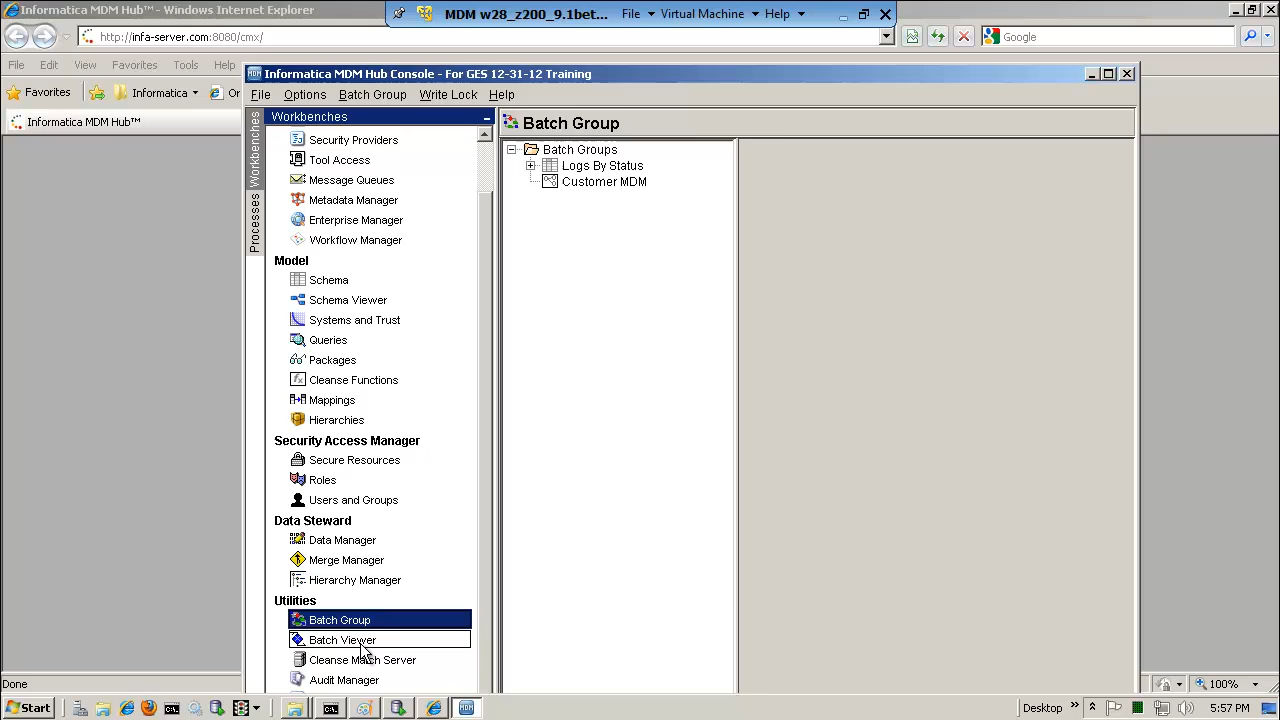 Informatica MDM Hub™ - Windows Internet Explorer
MDM w28_z200_9.1bet... File Virtual Machine Help
http://infa-server.com:8080/cmx/
Google
File Edit View Favorites Tools Help
Favorites Informatica Or
Informatica MDM Hub™
Informatica MDM Hub Console - For GES 12-31-12 Training
File Options Batch Group Write Lock Help
Workbenches
Processes
Workbenches
Security Providers
Tool Access
Message Queues
Metadata Manager
Enterprise Manager
Workflow Manager
Model
Schema
Schema Viewer
Systems and Trust
Queries
Packages
Cleanse Functions
Mappings
Hierarchies
Security Access Manager
Secure Resources
Roles
Users and Groups
Data Steward
Data Manager
Merge Manager
Hierarchy Manager
Utilities
Batch Group
Batch Viewer
Cleanse Match Server
Audit Manager
Batch Group
Batch Groups
Logs By Status
Customer MDM
Done
100%
Start
Desktop
5:57 PM